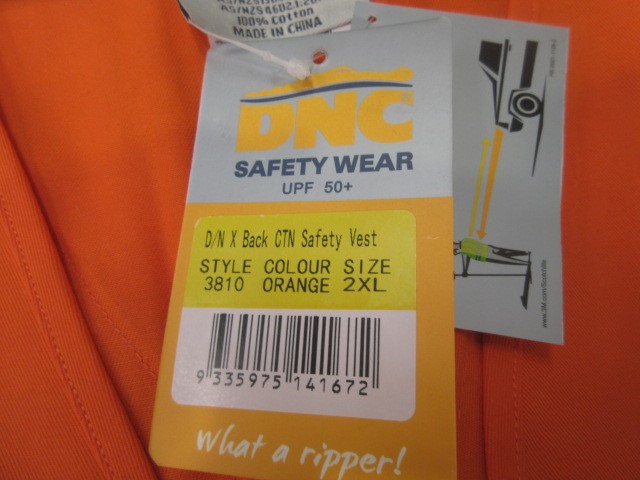 100% Cotton
MADE IN CHINA
DNC
SAFETY WEAR
UPF 50+
D/N X Back CTN Safety Vest
STYLE COLOUR SIZE
3810 ORANGE 2XL
9 335975 141672
What a ripper!